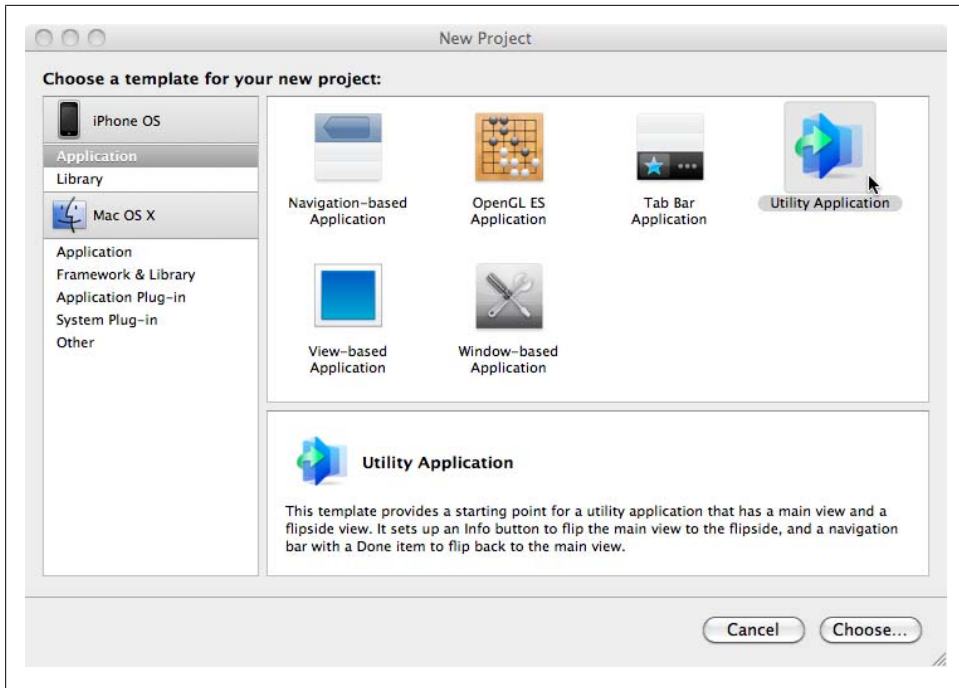 New Project
Choose a template for your new project:
iPhone OS
Application
Library
Mac OS X
Application
Framework & Library
Application Plug-in
System Plug-in
Other
Navigation-based
Application
OpenGL ES
Application
Tab Bar
Application
Utility Application
View-based
Application
Window-based
Application
Utility Application
This template provides a starting point for a utility application that has a main view and a
flipside view. It sets up an Info button to flip the main view to the flipside, and a navigation
bar with a Done item to flip back to the main view.
Cancel
Choose...